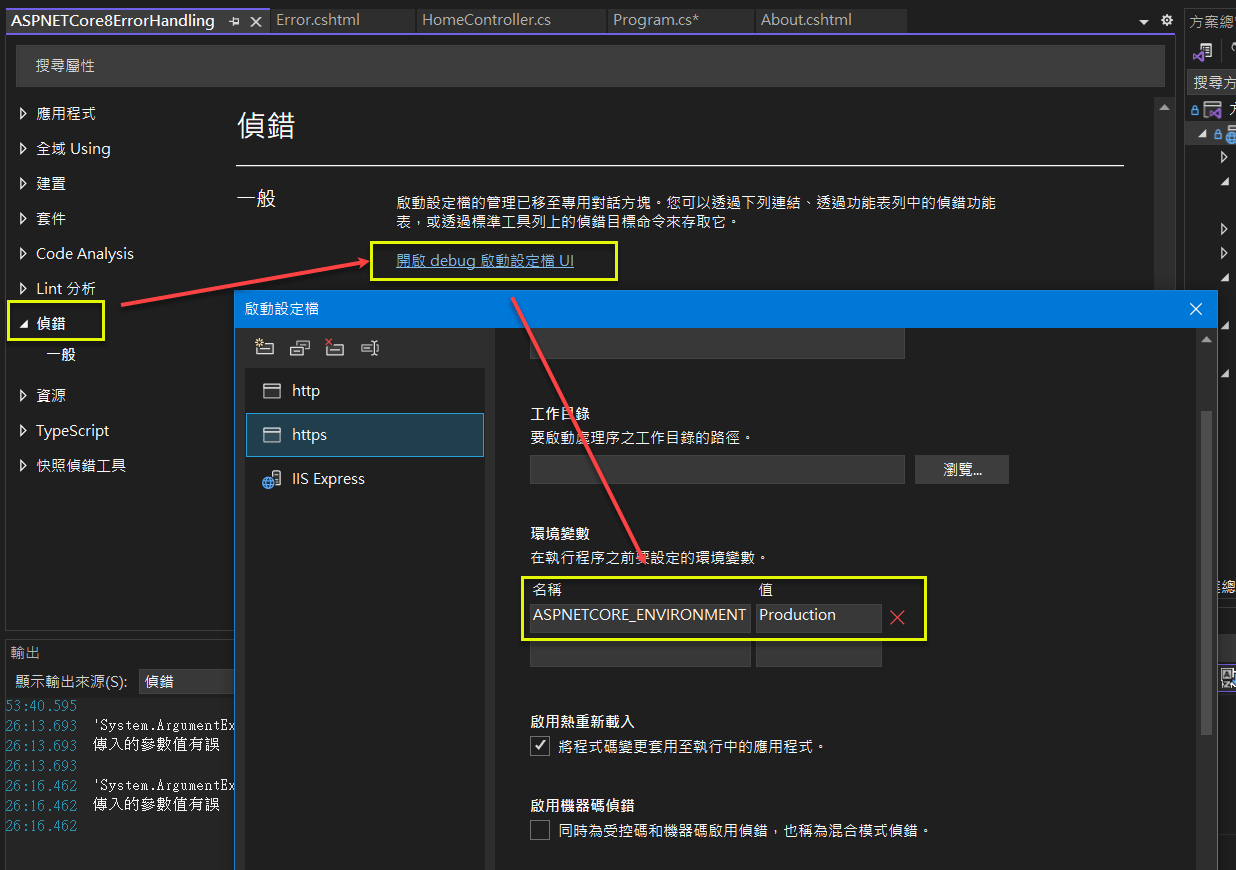 ASPNETCore8ErrorHandling
Error.cshtml
HomeController.cs
Program.cs*
About.cshtml
方案總
搜尋屬性
搜尋方
應用程式
全域 Using
建置
套件
Code Analysis
Lint 分析
偵錯
一般
資源
TypeScript
快照偵錯工具
偵錯
一般
啟動設定檔的管理已移至專用對話方塊。您可以透過下列連結、透過功能表列中的偵錯功能
表，或透過標準工具列上的偵錯目標命令來存取它。
開啟 debug 啟動設定檔 UI
啟動設定檔
http
https
IIS Express
工作目錄
要啟動處理序之工作目錄的路徑。
瀏覽...
環境變數
在執行程序之前要設定的環境變數。
名稱 值
ASPNETCORE_ENVIRONMENT Production
啟用熱重新載入
將程式碼變更套用至執行中的應用程式。
啟用機器碼偵錯
同時為受控碼和機器碼啟用偵錯，也稱為混合模式偵錯。
輸出
顯示輸出來源(S): 偵錯
53:40.595
26:13.693 'System.ArgumentEx
26:13.693 傳入的參數值有誤
26:13.693
26:16.462 'System.ArgumentEx
26:16.462 傳入的參數值有誤
26:16.462